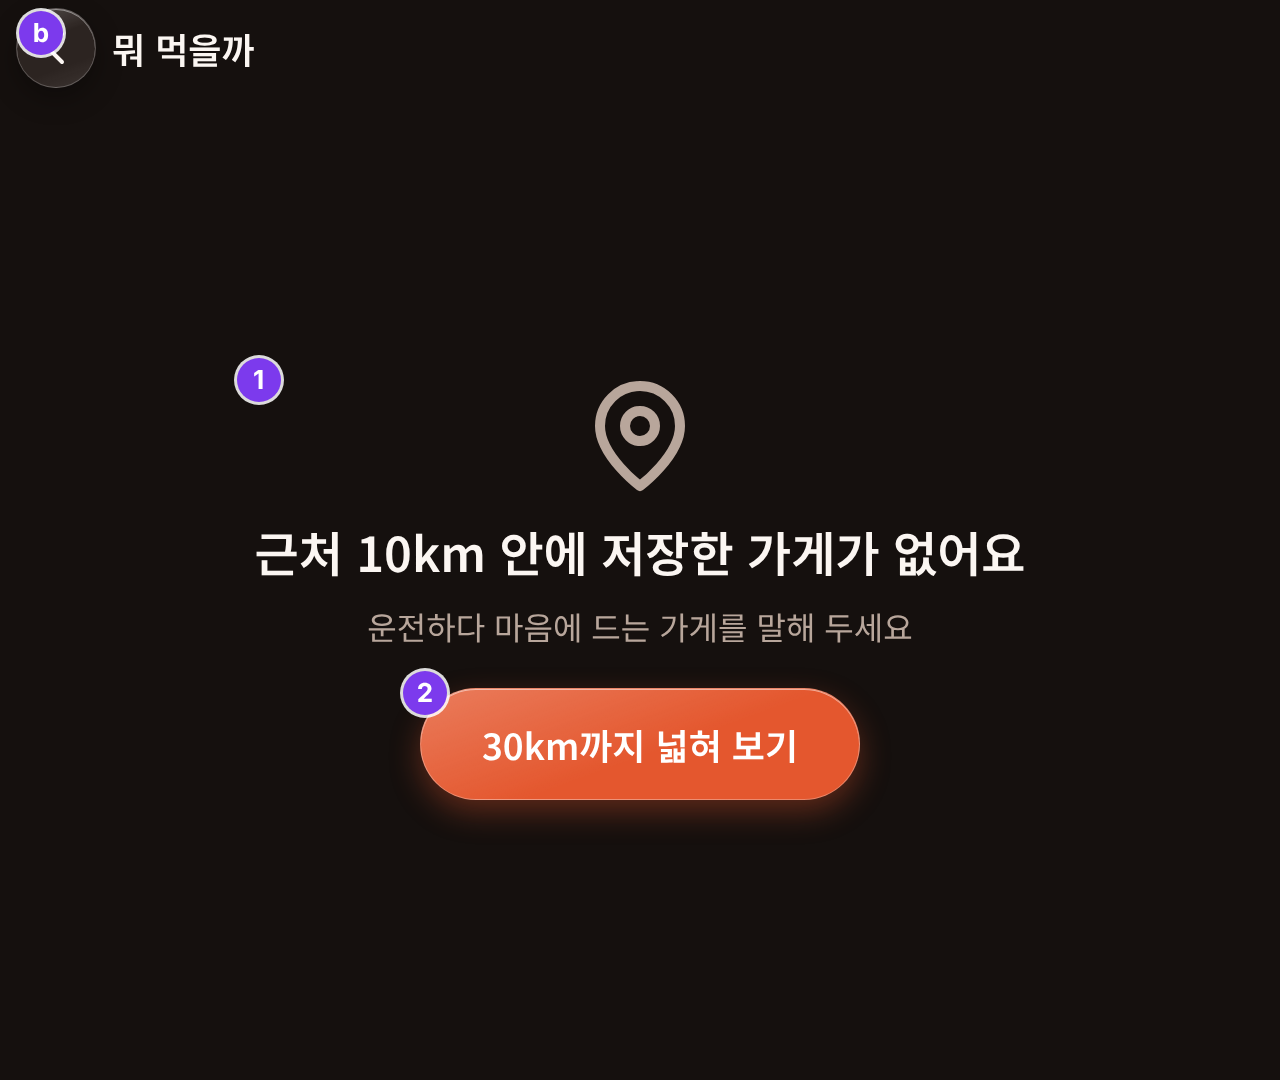 b
뭐 먹을까
1
근처 10km 안에 저장한 가게가 없어요
운전하다 마음에 드는 가게를 말해 두세요
2
30km까지 넓혀 보기